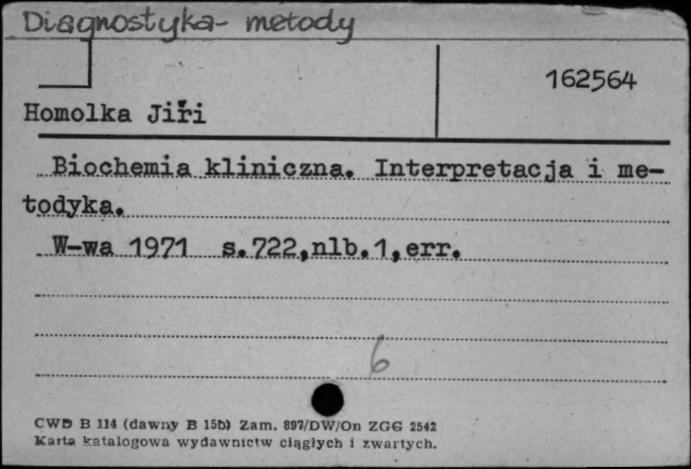 Diagnostyka- metody
162564
Homolka Jiři
Biochemia kliniczna. Interpretacja i me-
todyka.
W-wa 1971 s.722,nlb.1,err.
6
CWD B 114 (dawny B 15b) Zam. 897/DW/On ZGG 2542
Karta katalogowa wydawnictw ciągłych i zwartych.